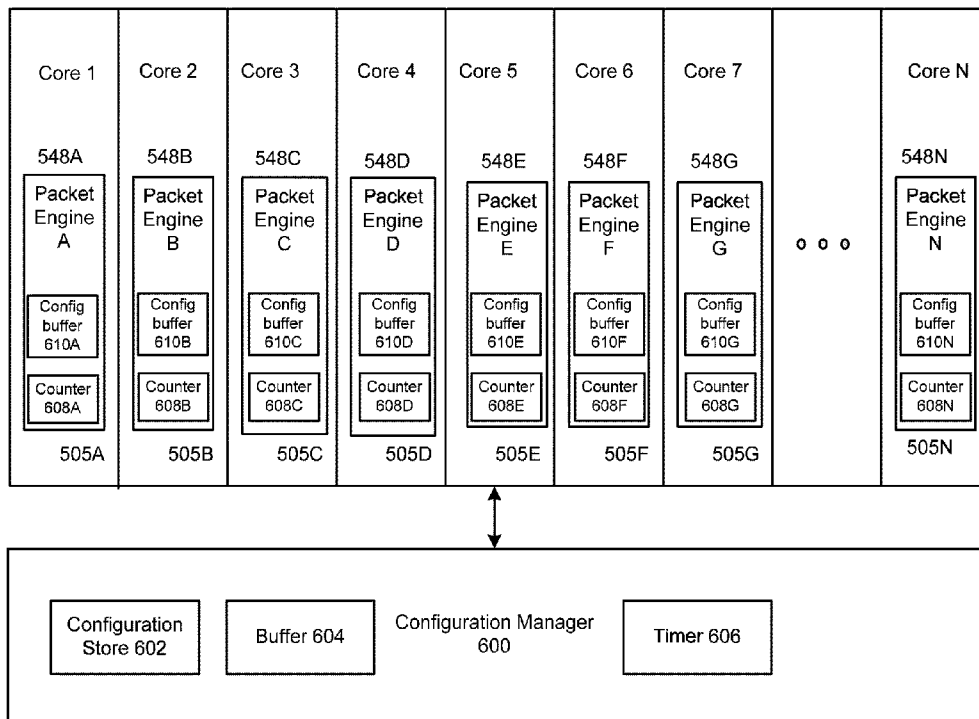 Core 1
Core 2
Core 3
Core 4
Core 5
Core 6
Core 7
Core N
548A
548B
548C
548D
548E
548F
548G
548N
Packet
Engine
A
Packet
Engine
B
Packet
Engine
C
Packet
Engine
D
Packet
Engine
E
Packet
Engine
F
Packet
Engine
G
Packet
Engine
N
Config
buffer
610A
Config
buffer
610B
Config
buffer
610C
Config
buffer
610D
Config
buffer
610E
Config
buffer
610F
Config
buffer
610G
Config
buffer
610N
Counter
608A
Counter
608B
Counter
608C
Counter
608D
Counter
608E
Counter
608F
Counter
608G
Counter
608N
505A
505B
505C
505D
505E
505F
505G
505N
Configuration
Store 602
Buffer 604
Configuration Manager
600
Timer 606